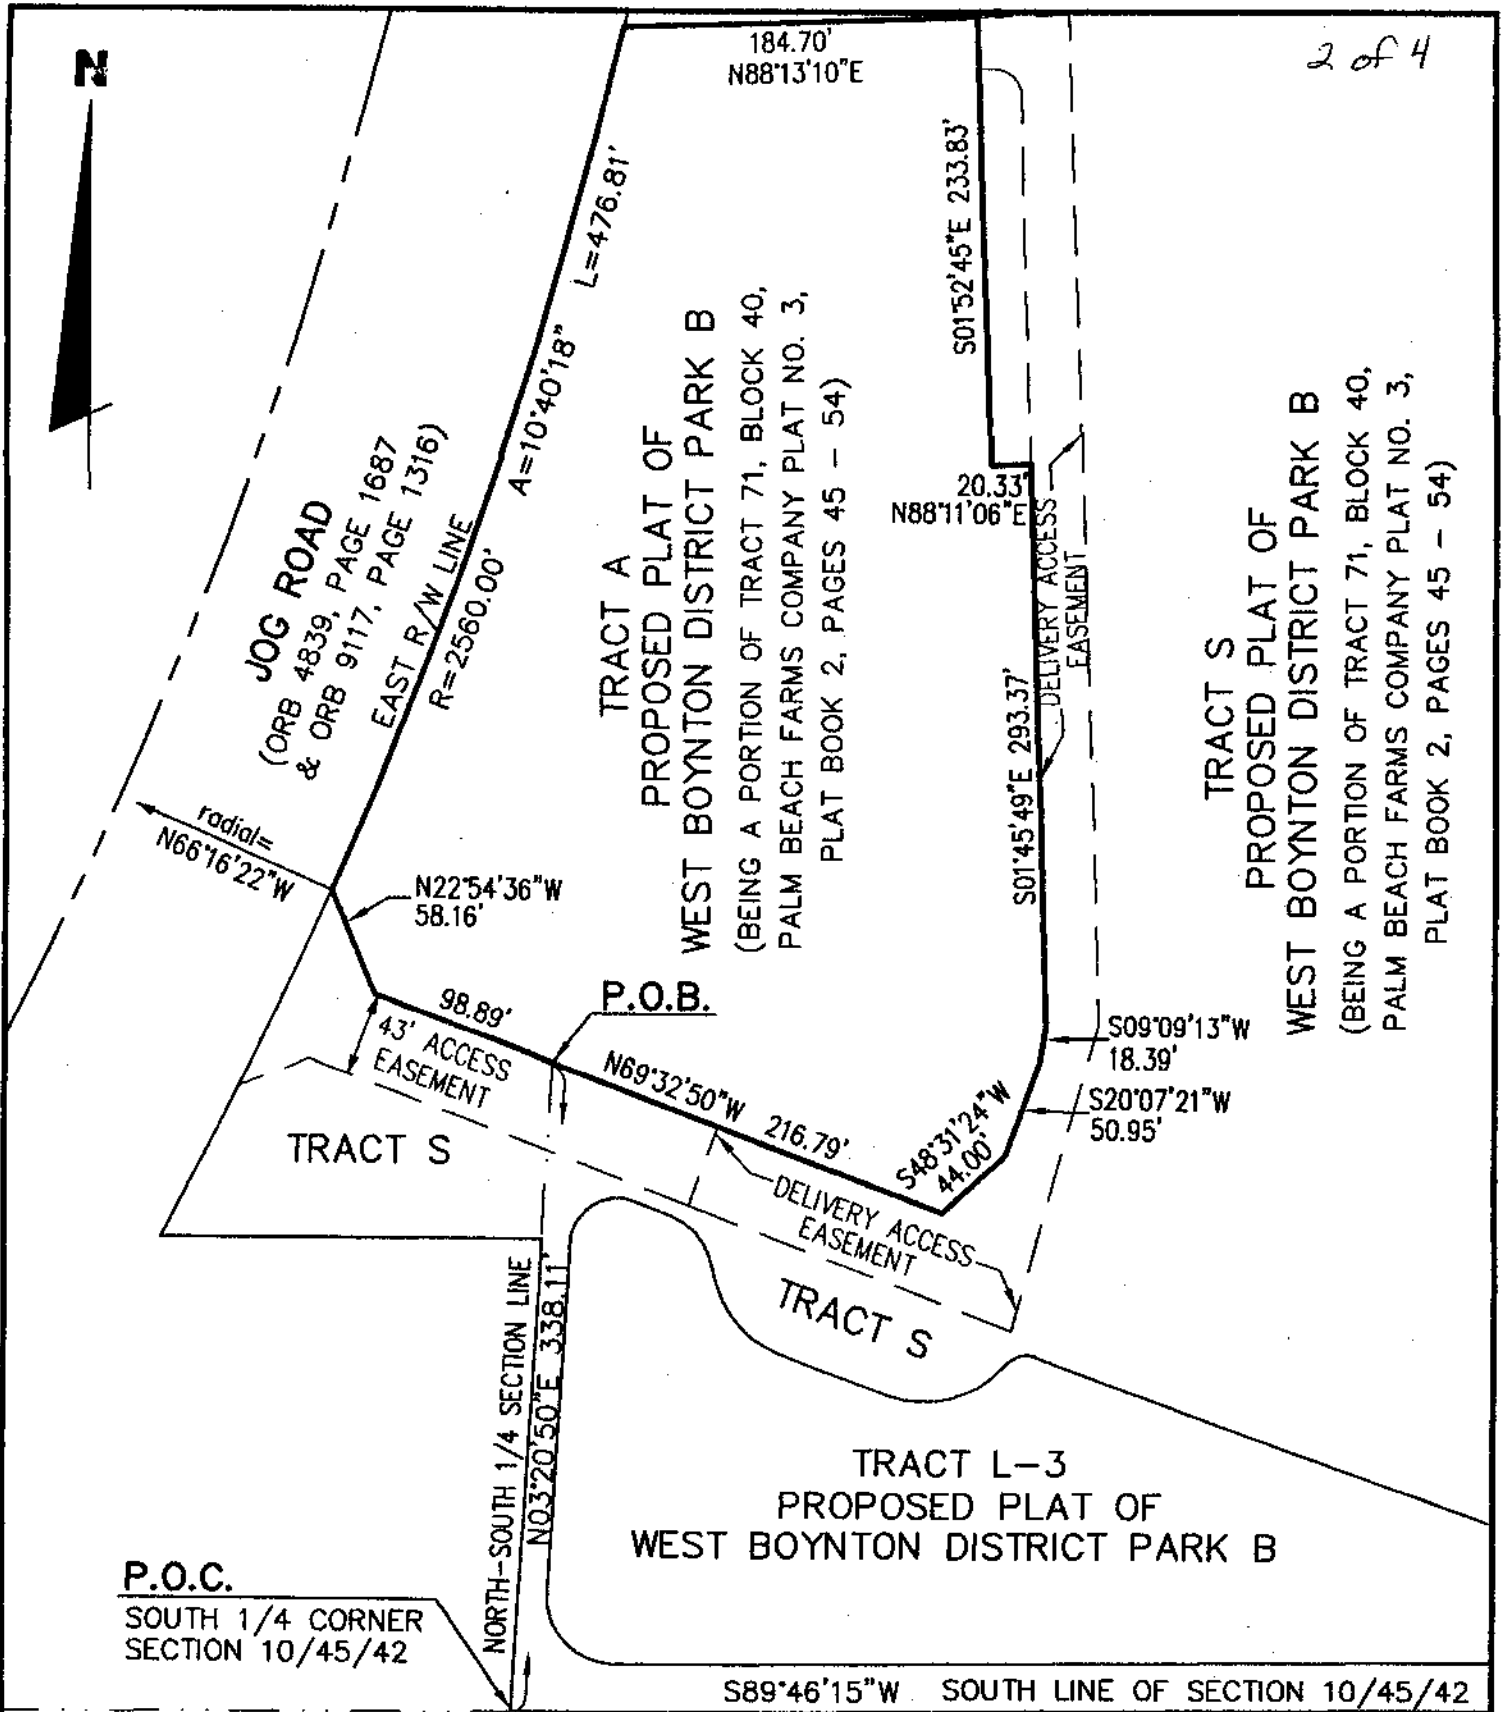 N
2 of 4
184.70'
N88°13'10"E
S01°52'45"E 233.83'
L=476.81'
A=10°40'18"
R=2560.00'
EAST R/W LINE
JOG ROAD
(ORB 4839, PAGE 1687
& ORB 9117, PAGE 1316)
TRACT A
PROPOSED PLAT OF
WEST BOYNTON DISTRICT PARK B
(BEING A PORTION OF TRACT 71, BLOCK 40,
PALM BEACH FARMS COMPANY PLAT NO. 3,
PLAT BOOK 2, PAGES 45 - 54)
20.33'
N88°11'06"E
DELIVERY ACCESS
EASEMENT
S01°45'49"E 293.37'
TRACT S
PROPOSED PLAT OF
WEST BOYNTON DISTRICT PARK B
(BEING A PORTION OF TRACT 71, BLOCK 40,
PALM BEACH FARMS COMPANY PLAT NO. 3,
PLAT BOOK 2, PAGES 45 - 54)
radial=
N66°16'22"W
N22°54'36"W
58.16'
98.89'
P.O.B.
43' ACCESS
EASEMENT
N69°32'50"W 216.79'
S09°09'13"W
18.39'
S20°07'21"W
50.95'
S48°31'24"W
44.00'
TRACT S
DELIVERY ACCESS
EASEMENT
TRACT S
NORTH-SOUTH 1/4 SECTION LINE
N03°20'50"E 338.11'
TRACT L-3
PROPOSED PLAT OF
WEST BOYNTON DISTRICT PARK B
P.O.C.
SOUTH 1/4 CORNER
SECTION 10/45/42
S89°46'15"W SOUTH LINE OF SECTION 10/45/42